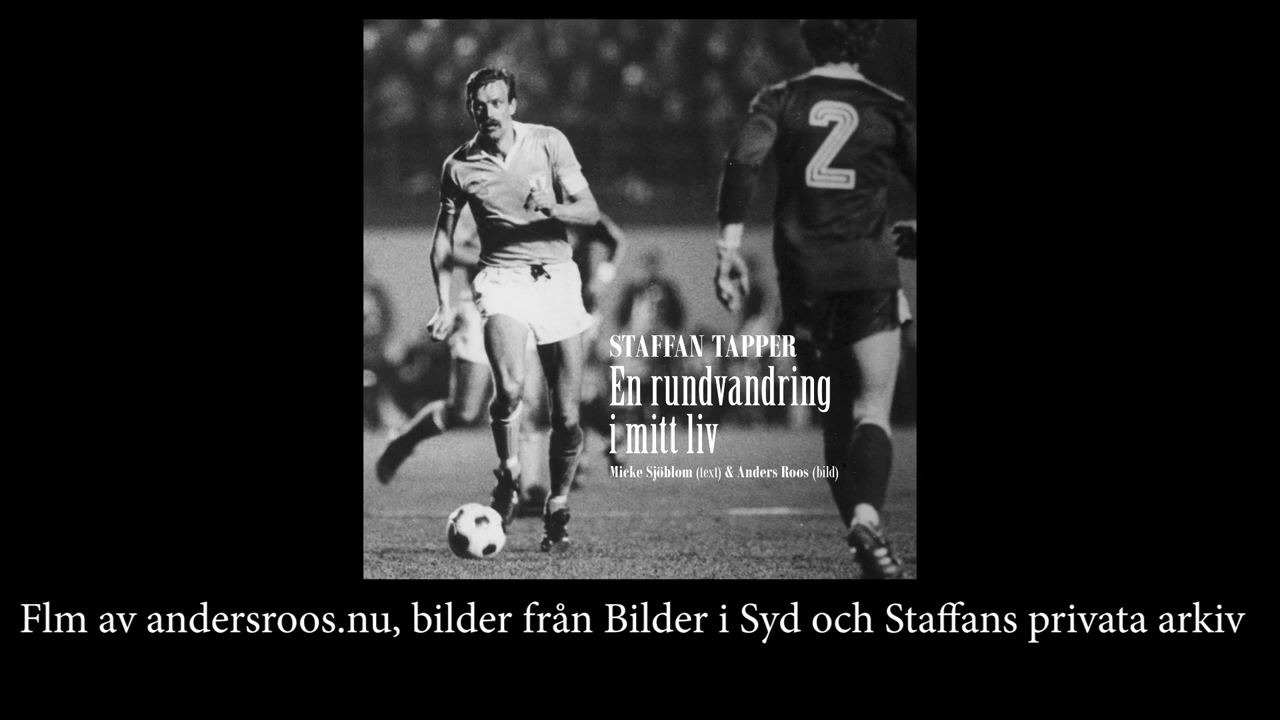 2
STAFFAN TAPPER
En rundvandring
i mitt liv
Micke Sjöblom (text) & Anders Roos (bild)
Flm av andersroos.nu, bilder från Bilder i Syd och Staffans privata arkiv